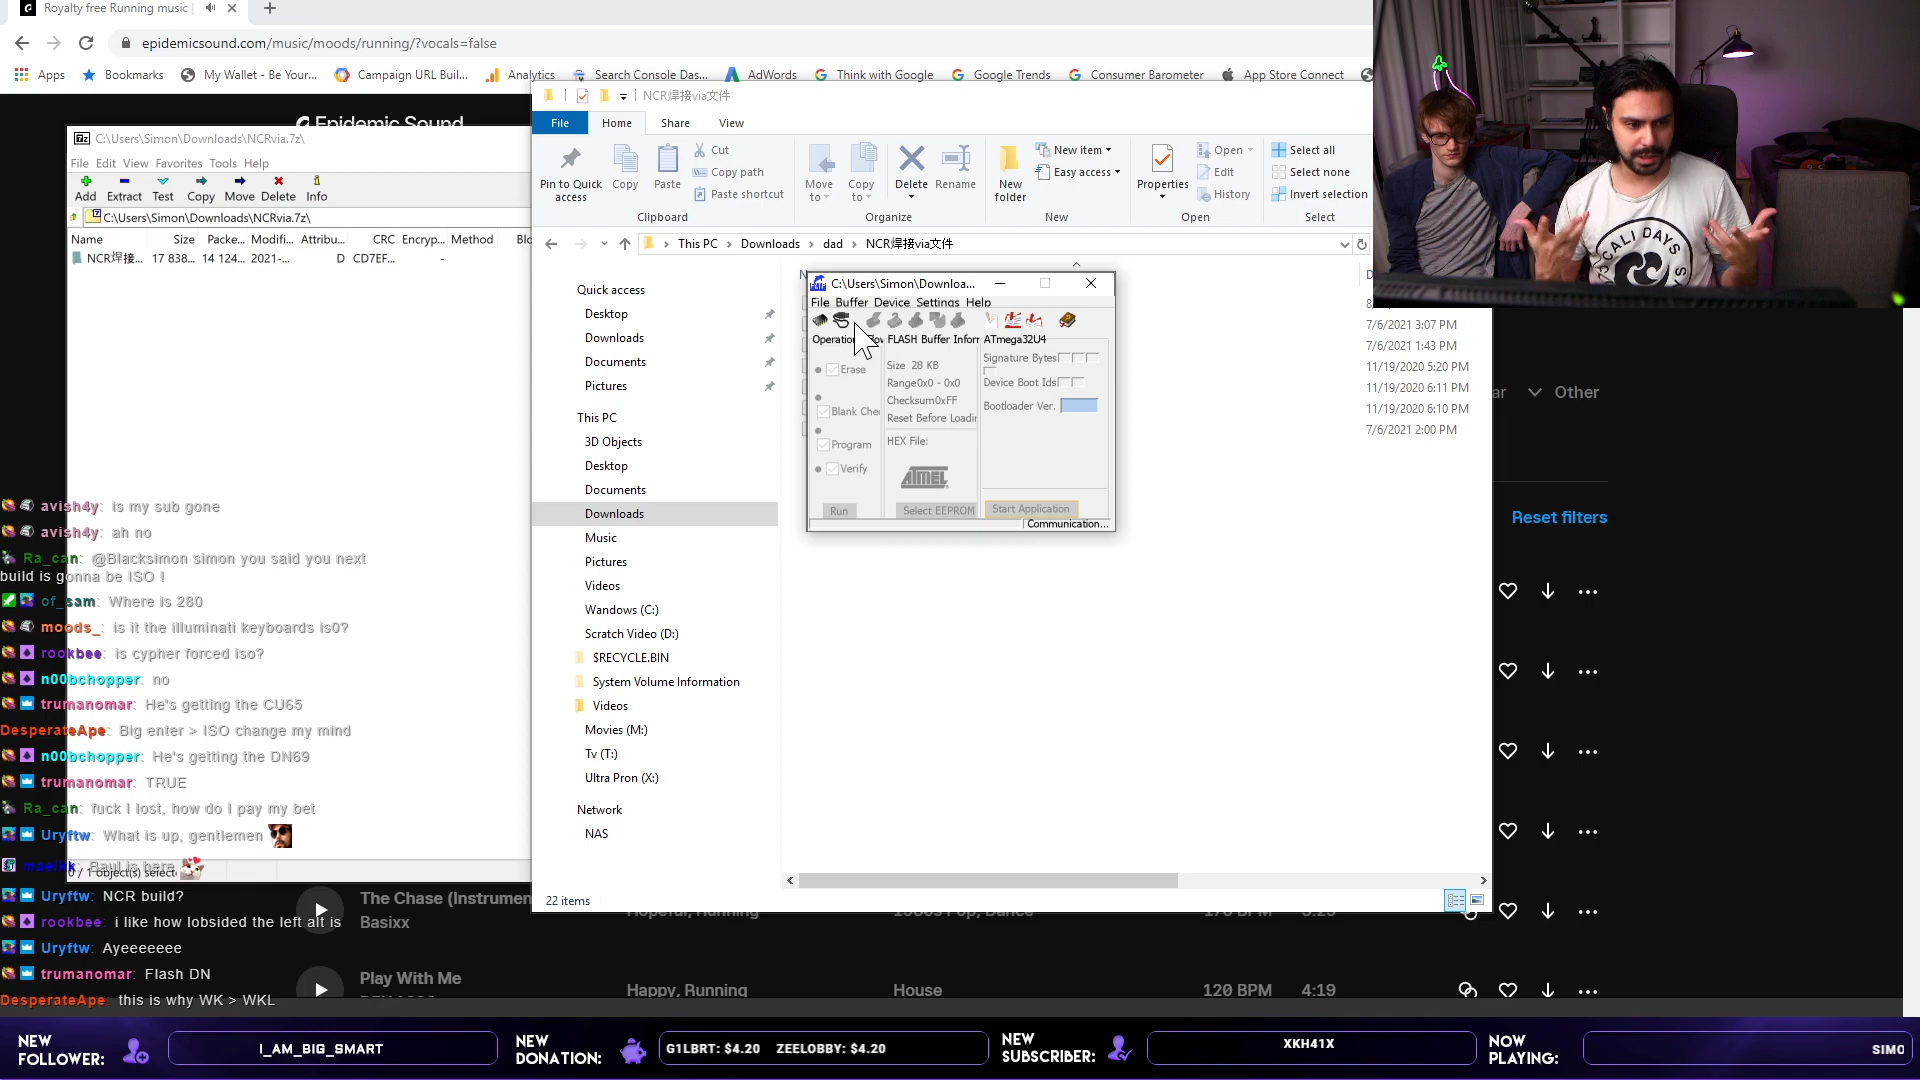 Royalty free Running music
epidemicsound.com/music/moods/running/?vocals=false
Apps
Bookmarks
My Wallet - Be Your...
Campaign URL Buil...
Analytics
Search Console Das...
AdWords
Think with Google
Google Trends
Consumer Barometer
App Store Connect
Epidemic Sound
C:\Users\Simon\Downloads\NCRvia.7z\
File Edit View Favorites Tools Help
Add Extract Test Copy Move Delete Info
C:\Users\Simon\Downloads\NCRvia.7z\
Name Size Packe... Modifi... Attribu... CRC Encryp... Method Blo
NCR焊接... 17 838... 14 124... 2021-... D CD7EF... -
0 / 1 object(s) select
NCR焊接via文件
File Home Share View
Pin to Quick access
Copy
Paste
Cut
Copy path
Paste shortcut
Clipboard
Move to
Copy to
Delete
Rename
Organize
New folder
New item
Easy access
New
Properties
Open
Edit
History
Open
Select all
Select none
Invert selection
Select
This PC > Downloads > dad > NCR焊接via文件
Quick access
Desktop
Downloads
Documents
Pictures
This PC
3D Objects
Desktop
Documents
Downloads
Music
Pictures
Videos
Wandows (C:)
Scratch Video (D:)
$RECYCLE.BIN
System Volume Information
Videos
Movies (M:)
Tv (T:)
Ultra Pron (X:)
Network
NAS
22 items
7/6/2021 3:07 PM
7/6/2021 1:43 PM
11/19/2020 5:20 PM
11/19/2020 6:11 PM
11/19/2020 6:10 PM
7/6/2021 2:00 PM
C:\Users\Simon\Downloa...
File Buffer Device Settings Help
FLASH Buffer Inforr
ATmega32U4
Erase
Blank Che
Program
Verify
Run
Size 28 KB
Range0x0 - 0x0
Checksum0xFF
Reset Before Loadin
HEX File:
ATMEL
Select EEPROM
Signature Bytes
Device Boot Ids
Bootloader Ver.
Start Application
Communication...
CALI DAYS
Other
Reset filters
avish4y: is my sub gone
avish4y: ah no
Ra_can: @Blacksimon simon you said you next
build is gonna be ISO !
of_sam: Where is 280
moods_: is it the illuminati keyboards is0?
rookbee: is cypher forced iso?
n00bchopper: no
trumanomar: He's getting the CU65
DesperateApe: Big enter > ISO change my mind
n00bchopper: He's getting the DN69
trumanomar: TRUE
Ra_can: fuck I lost, how do I pay my bet
Uryftw: What is up, gentlemen
Baul is here
Uryftw: NCR build?
rookbee: i like how lobsided the left alt is
Uryftw: Ayeeeeeee
trumanomar: Flash DN
DesperateApe: this is why WK > WKL
The Chase (Instrumen
Basixx
Hopeful, Running
Play With Me
Happy, Running
House
120 BPM
4:19
NEW FOLLOWER:
I_AM_BIG_SMART
NEW DONATION:
G1LBRT: $4.20 ZEELOBBY: $4.20
NEW SUBSCRIBER:
XKH41X
NOW PLAYING:
SIMO